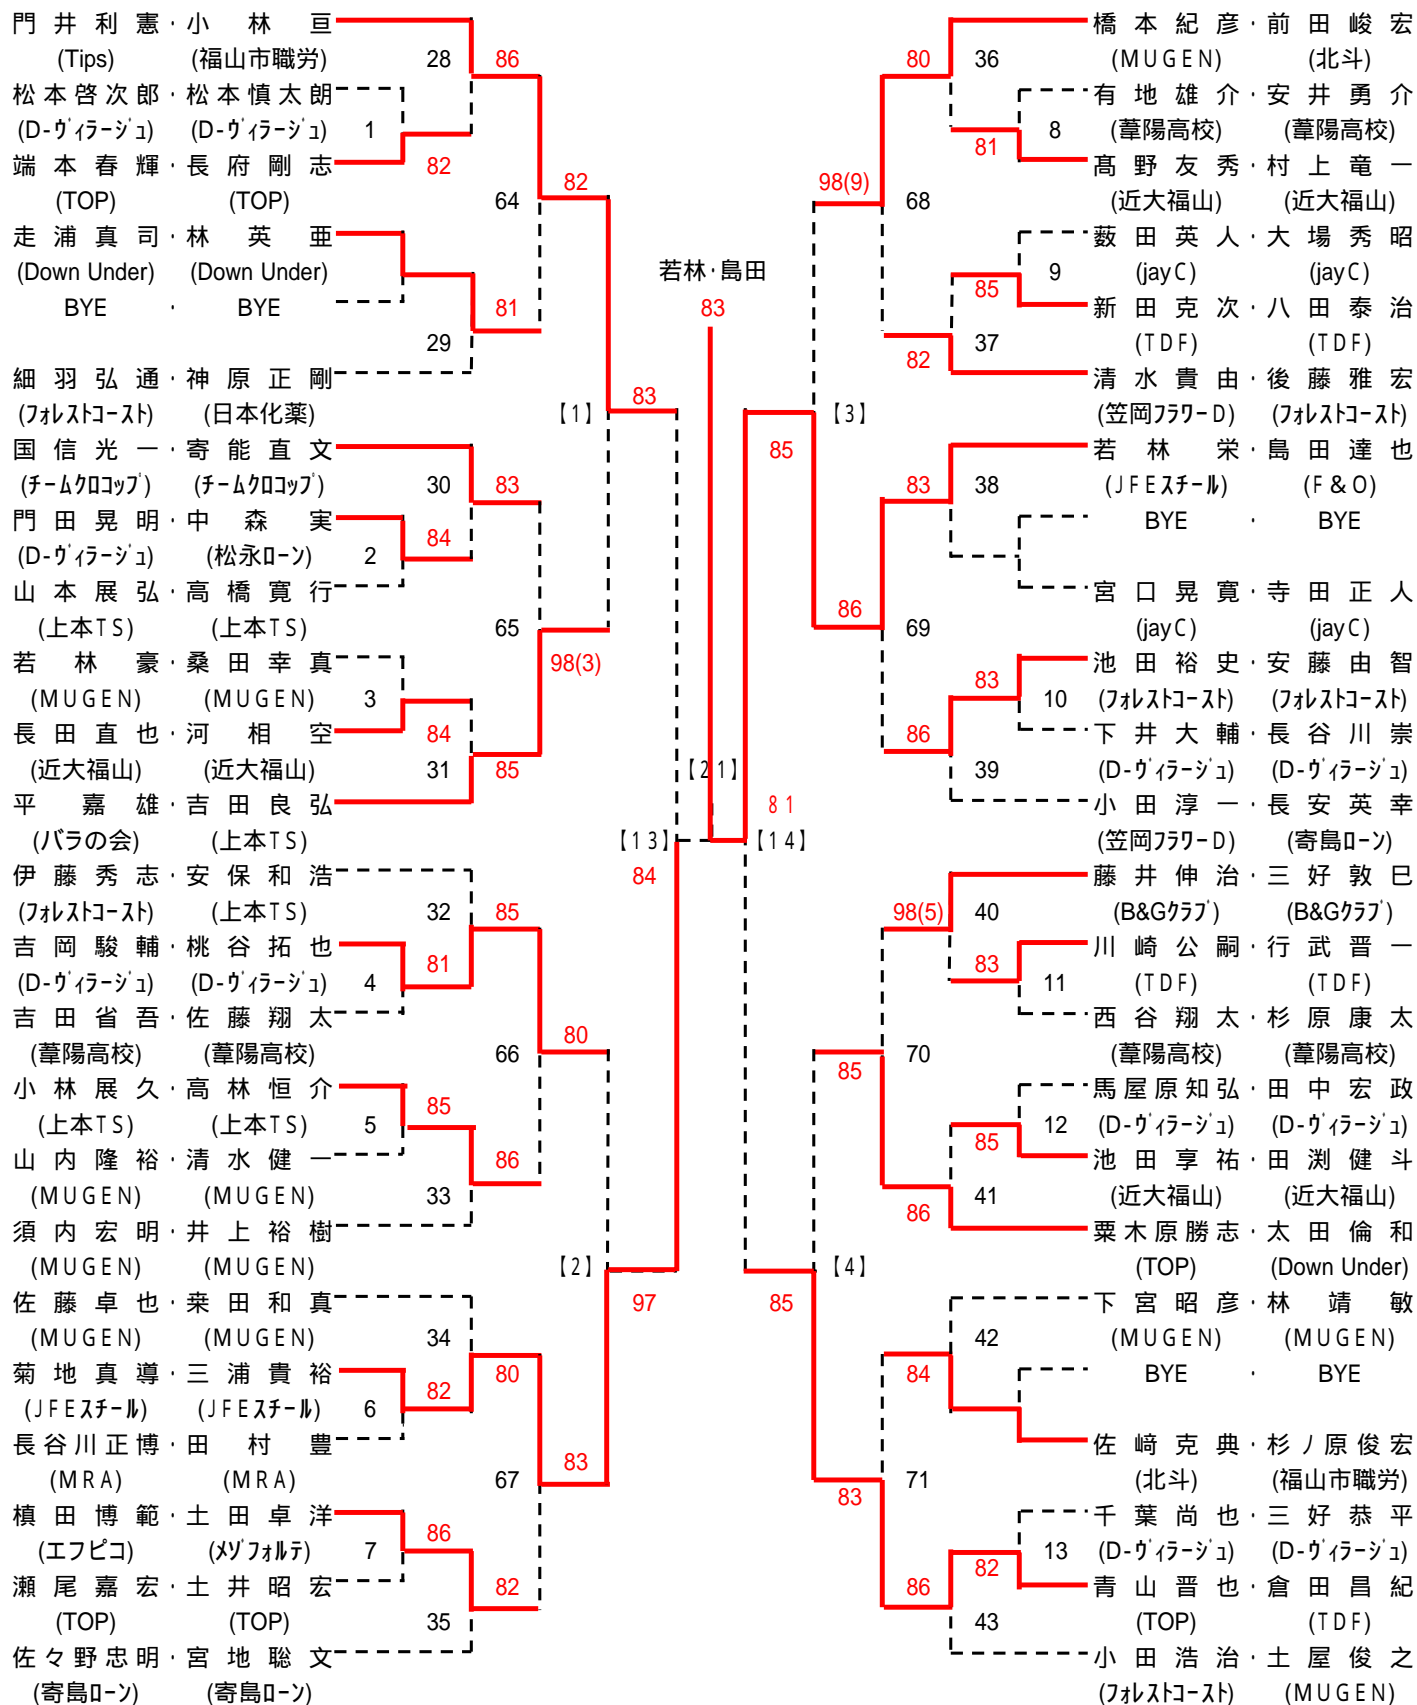 門井利憲・小林亘
(Tips) (福山市職労)
28 86
松本啓次郎・松本慎太朗
(D-ヴィラージュ) (D-ヴィラージュ)
1
端本春輝・長府剛志
82
(TOP) (TOP)
64 82
走浦真司・林英亜
(Down Under) (Down Under)
BYE ・ BYE
81
29
細羽弘通・神原正剛
(フォレストコースト) (日本化薬)
【1】 83
国信光一・寄能直文
(チームクロコップ) (チームクロコップ)
30 83
門田晃明・中森実
(D-ヴィラージュ) (松永ローン)
2 84
山本展弘・高橋寛行
(上本TS) (上本TS)
65 98(3)
若林豪・桑田幸真
(MUGEN) (MUGEN)
3
長田直也・河相空
84
(近大福山) (近大福山)
31 85
平嘉雄・吉田良弘
(バラの会) (上本TS)
【13】 84
伊藤秀志・安保和浩
(フォレストコースト) (上本TS)
32 85
吉岡駿輔・桃谷拓也
(D-ヴィラージュ) (D-ヴィラージュ)
4 81
吉田省吾・佐藤翔太
(葦陽高校) (葦陽高校)
66 80
小林展久・高林恒介
(上本TS) (上本TS)
5 85
山内隆裕・清水健一
(MUGEN) (MUGEN)
33 86
須内宏明・井上裕樹
(MUGEN) (MUGEN)
【2】 97
佐藤卓也・桒田和真
(MUGEN) (MUGEN)
34 80
菊地真導・三浦貴裕
(JFEスチール) (JFEスチール)
6 82
長谷川正博・田村豊
(MRA) (MRA)
67 83
槙田博範・土田卓洋
(エフピコ) (メゾフォルテ)
7 86
瀬尾嘉宏・土井昭宏
(TOP) (TOP)
35 82
佐々野忠明・宮地聡文
(寄島ローン) (寄島ローン)
若林・島田
83
【21】
81
【14】
橋本紀彦・前田峻宏
(MUGEN) (北斗)
80 36
有地雄介・安井勇介
(葦陽高校) (葦陽高校)
8
81
髙野友秀・村上竜一
(近大福山) (近大福山)
98(9) 68
薮田英人・大場秀昭
(jayC) (jayC)
9
85
新田克次・八田泰治
(TDF) (TDF)
82 37
清水貴由・後藤雅宏
(笠岡フラワーD) (フォレストコースト)
【3】 85
若林栄・島田達也
(JFEスチール) (F&O)
83 38
BYE ・ BYE
宮口晃寛・寺田正人
(jayC) (jayC)
86 69
池田裕史・安藤由智
(フォレストコースト) (フォレストコースト)
83 10
下井大輔・長谷川崇
(D-ヴィラージュ) (D-ヴィラージュ)
86 39
小田淳一・長安英幸
(笠岡フラワーD) (寄島ローン)
藤井伸治・三好敦巳
(B&Gクラブ) (B&Gクラブ)
98(5) 40
川崎公嗣・行武晋一
(TDF) (TDF)
83 11
西谷翔太・杉原康太
(葦陽高校) (葦陽高校)
85 70
馬屋原知弘・田中宏政
(D-ヴィラージュ) (D-ヴィラージュ)
12
85
池田享祐・田渕健斗
(近大福山) (近大福山)
86 41
粟木原勝志・太田倫和
(TOP) (Down Under)
【4】 85
下宮昭彦・林靖敏
(MUGEN) (MUGEN)
42
84
BYE ・ BYE
佐﨑克典・杉ノ原俊宏
(北斗) (福山市職労)
83 71
千葉尚也・三好恭平
(D-ヴィラージュ) (D-ヴィラージュ)
13
82
青山晋也・倉田昌紀
(TOP) (TDF)
86 43
小田浩治・土屋俊之
(フォレストコースト) (MUGEN)